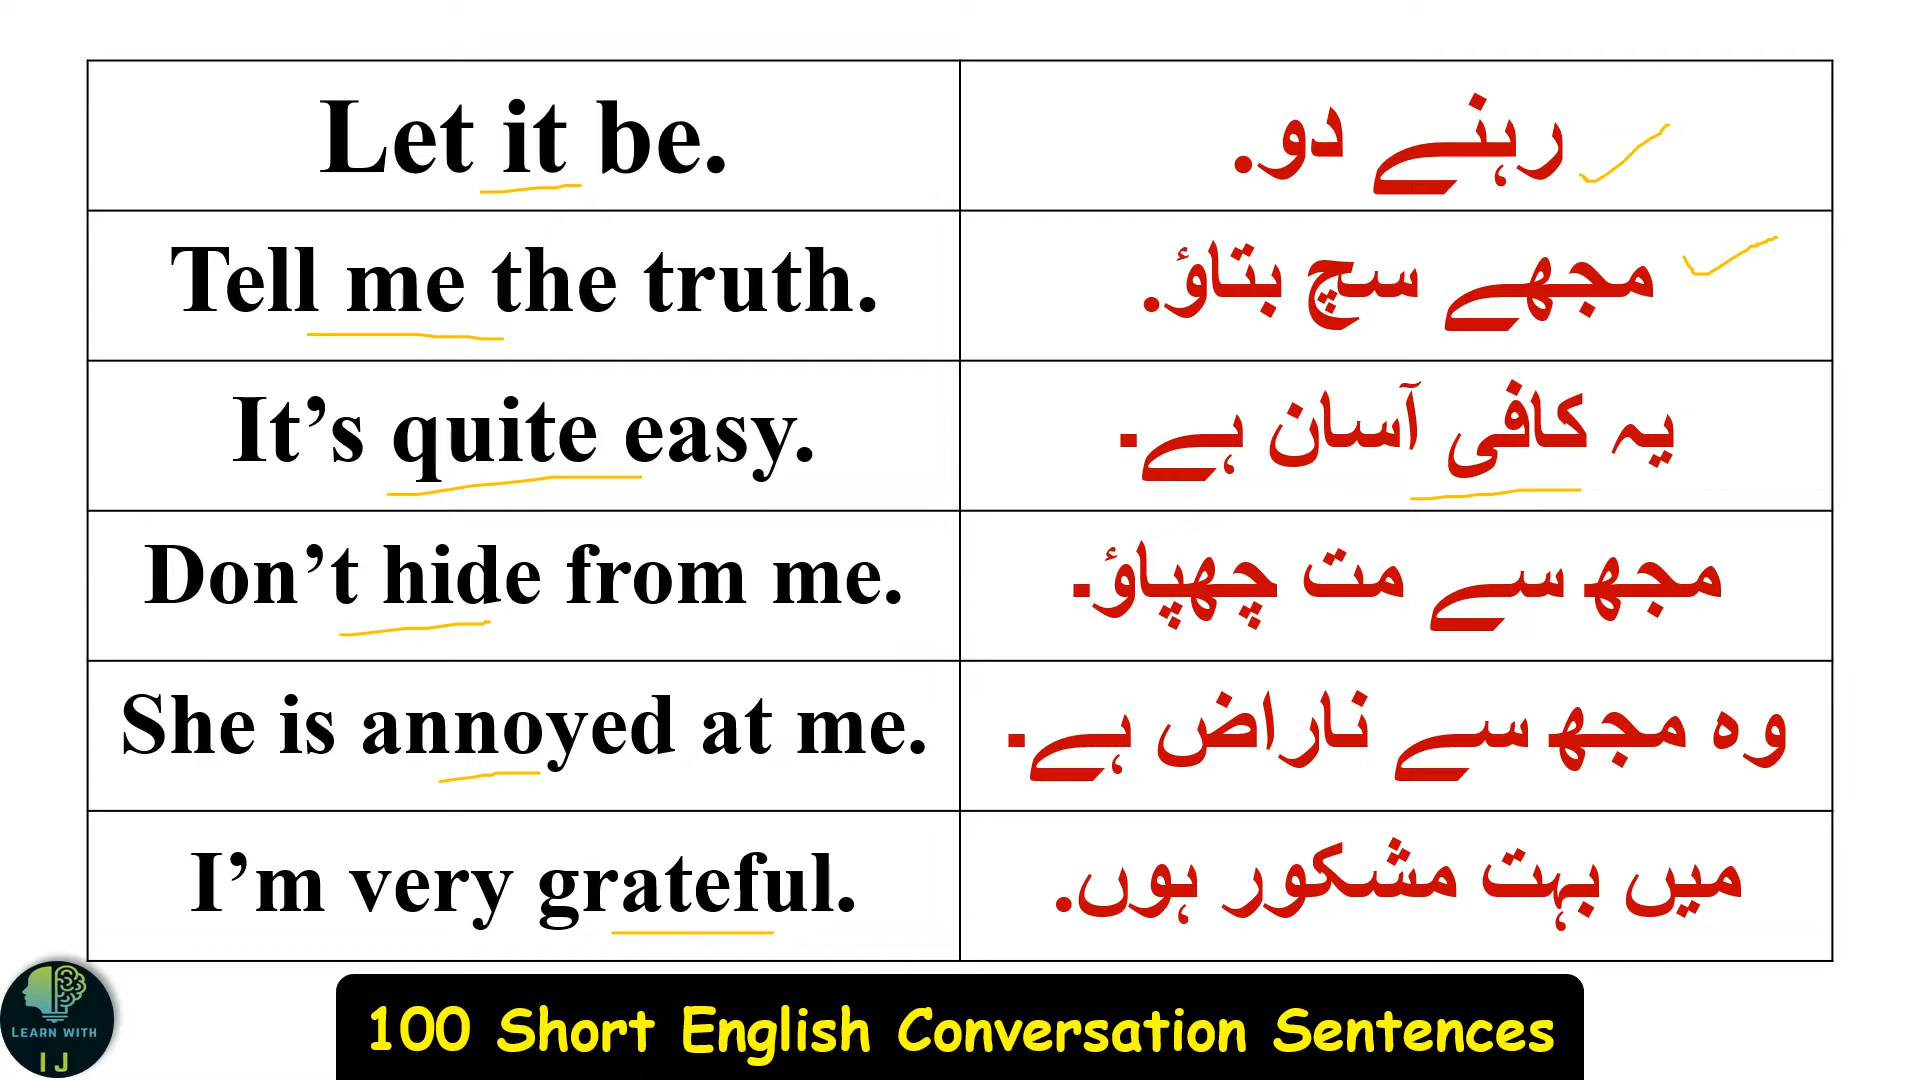 Let it be.
رہنے دو.
Tell me the truth.
مجھے سچ بتاؤ.
It’s quite easy.
یہ کافی آسان ہے۔
Don’t hide from me.
مجھ سے مت چھپاؤ۔
She is annoyed at me.
وہ مجھ سے ناراض ہے۔
I’m very grateful.
میں بہت مشکور ہوں.
LEARN WITH
IJ
100 Short English Conversation Sentences